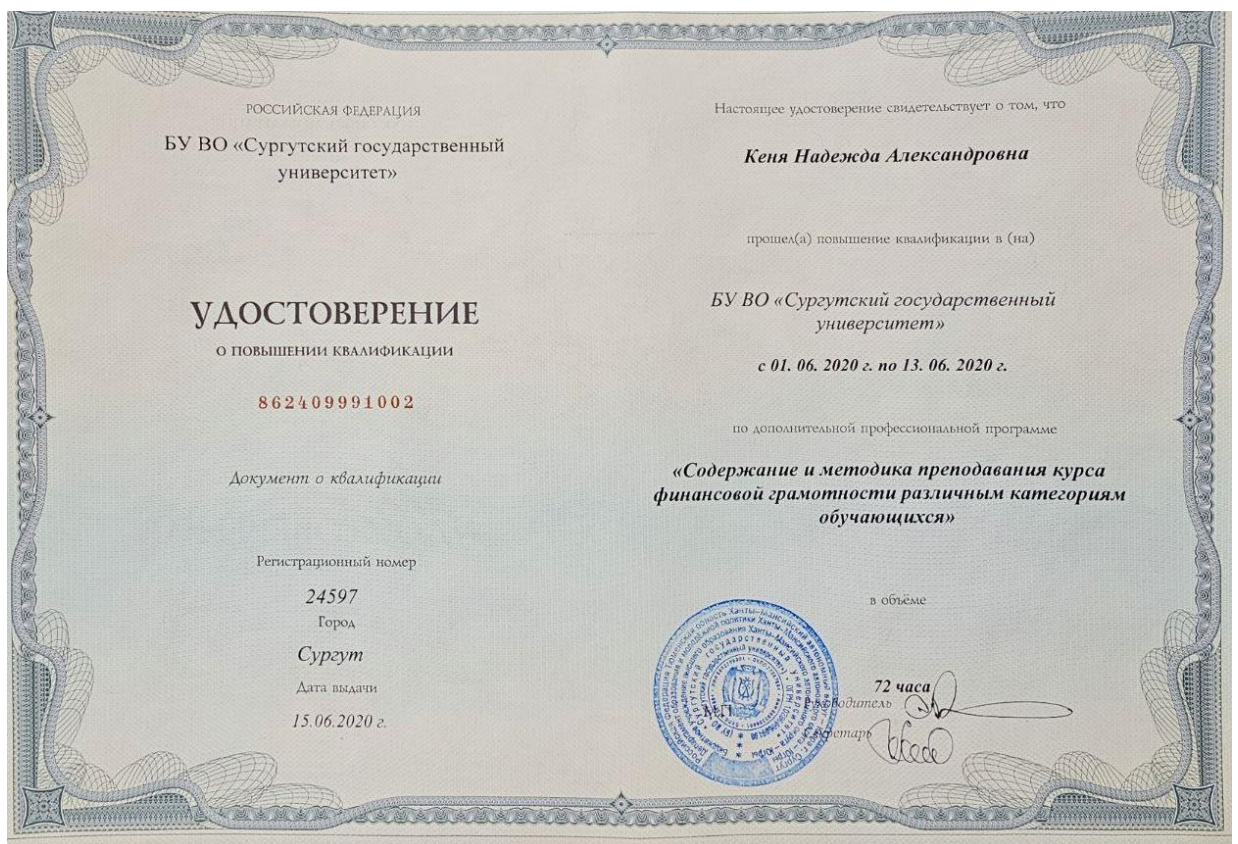 РОССИЙСКАЯ ФЕДЕРАЦИЯ
БУ ВО «Сургутский государственный
университет»
УДОСТОВЕРЕНИЕ
О ПОВЫШЕНИИ КВАЛИФИКАЦИИ
862409991002
Документ о квалификации
Регистрационный номер
24597
Город
Сургут
Дата выдачи
15.06.2020 г.
Настоящее удостоверение свидетельствует о том, что
Кеня Надежда Александровна
прошел(а) повышение квалификации в (на)
БУ ВО «Сургутский государственный
университет»
с 01. 06. 2020 г. по 13. 06. 2020 г.
по дополнительной профессиональной программе
«Содержание и методика преподавания курса
финансовой грамотности различным категориям
обучающихся»
в объёме
72 часа
Руководитель
М.П.
Секретарь